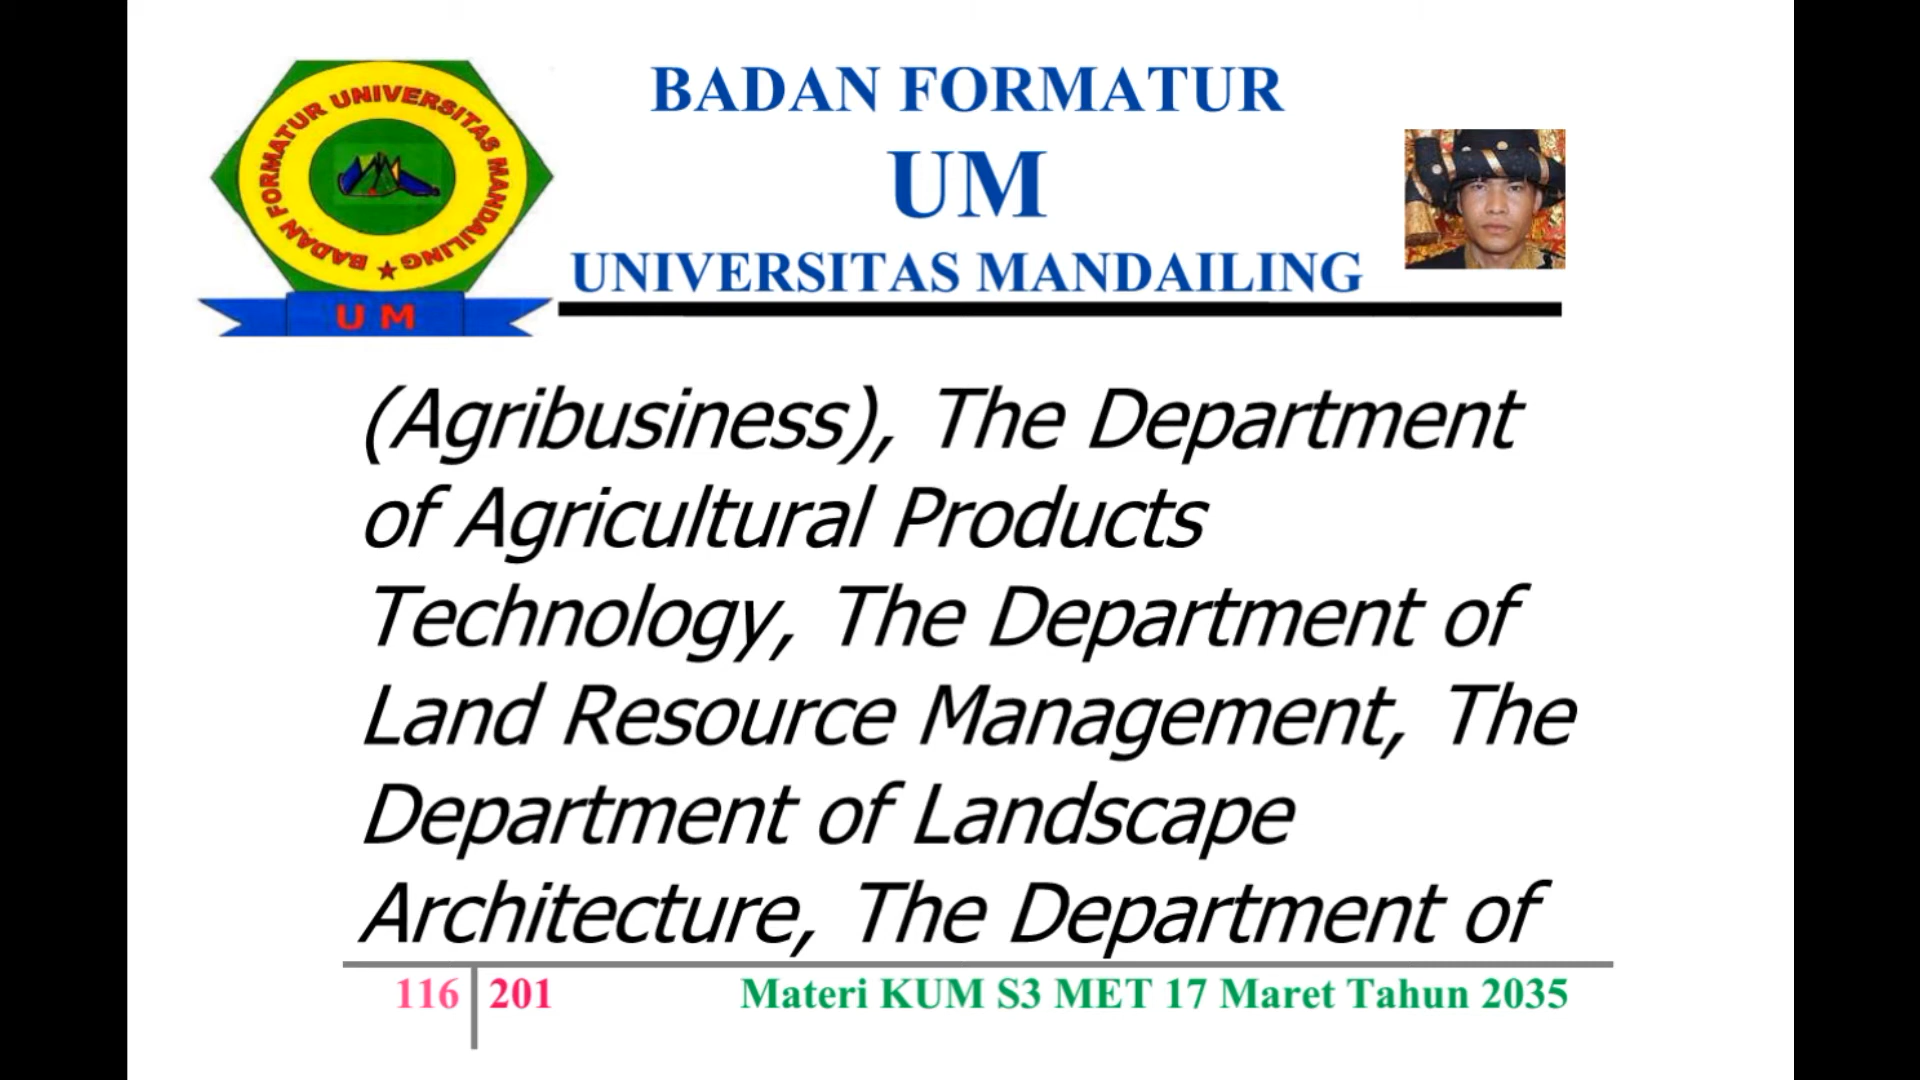 BADAN FORMATUR UNIVERSITAS MANDAILING
U M
BADAN FORMATUR
UM
UNIVERSITAS MANDAILING
(Agribusiness), The Department
of Agricultural Products
Technology, The Department of
Land Resource Management, The
Department of Landscape
Architecture, The Department of
116 201 Materi KUM S3 MET 17 Maret Tahun 2035